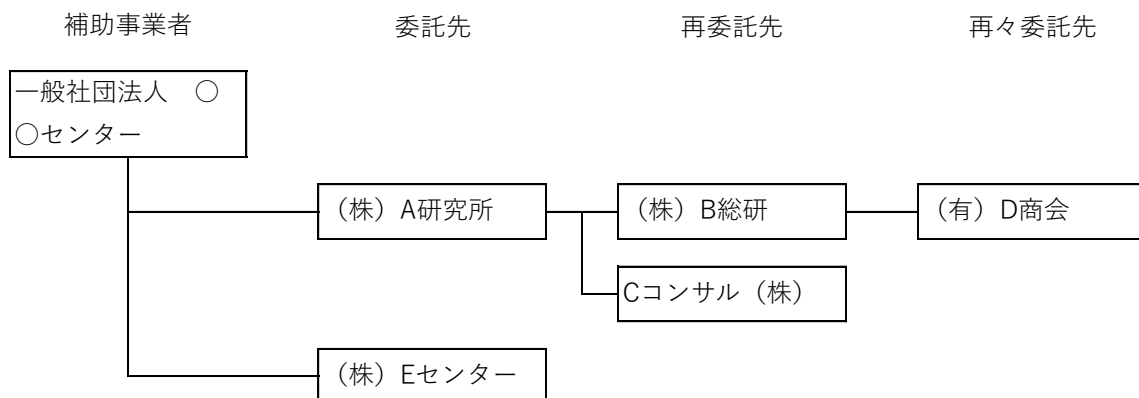 補助事業者 委託先 再委託先 再々委託先
一般社団法人　○
○センター
（株）A研究所 （株）B総研 （有）D商会
Cコンサル（株）
（株）Eセンター